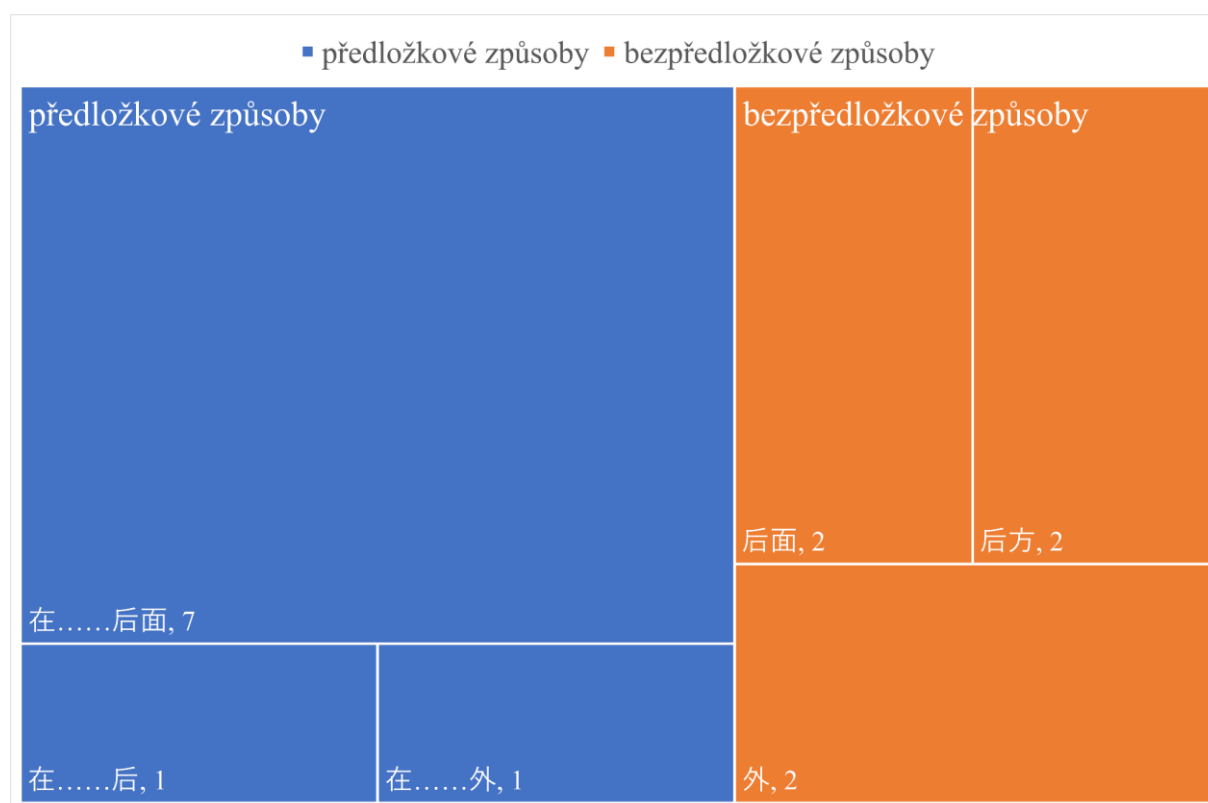 předložkové způsoby bezpředložkové způsoby
předložkové způsoby
bezpředložkové způsoby
在……后面, 7
后面, 2
后方, 2
在……后, 1
在……外, 1
外, 2